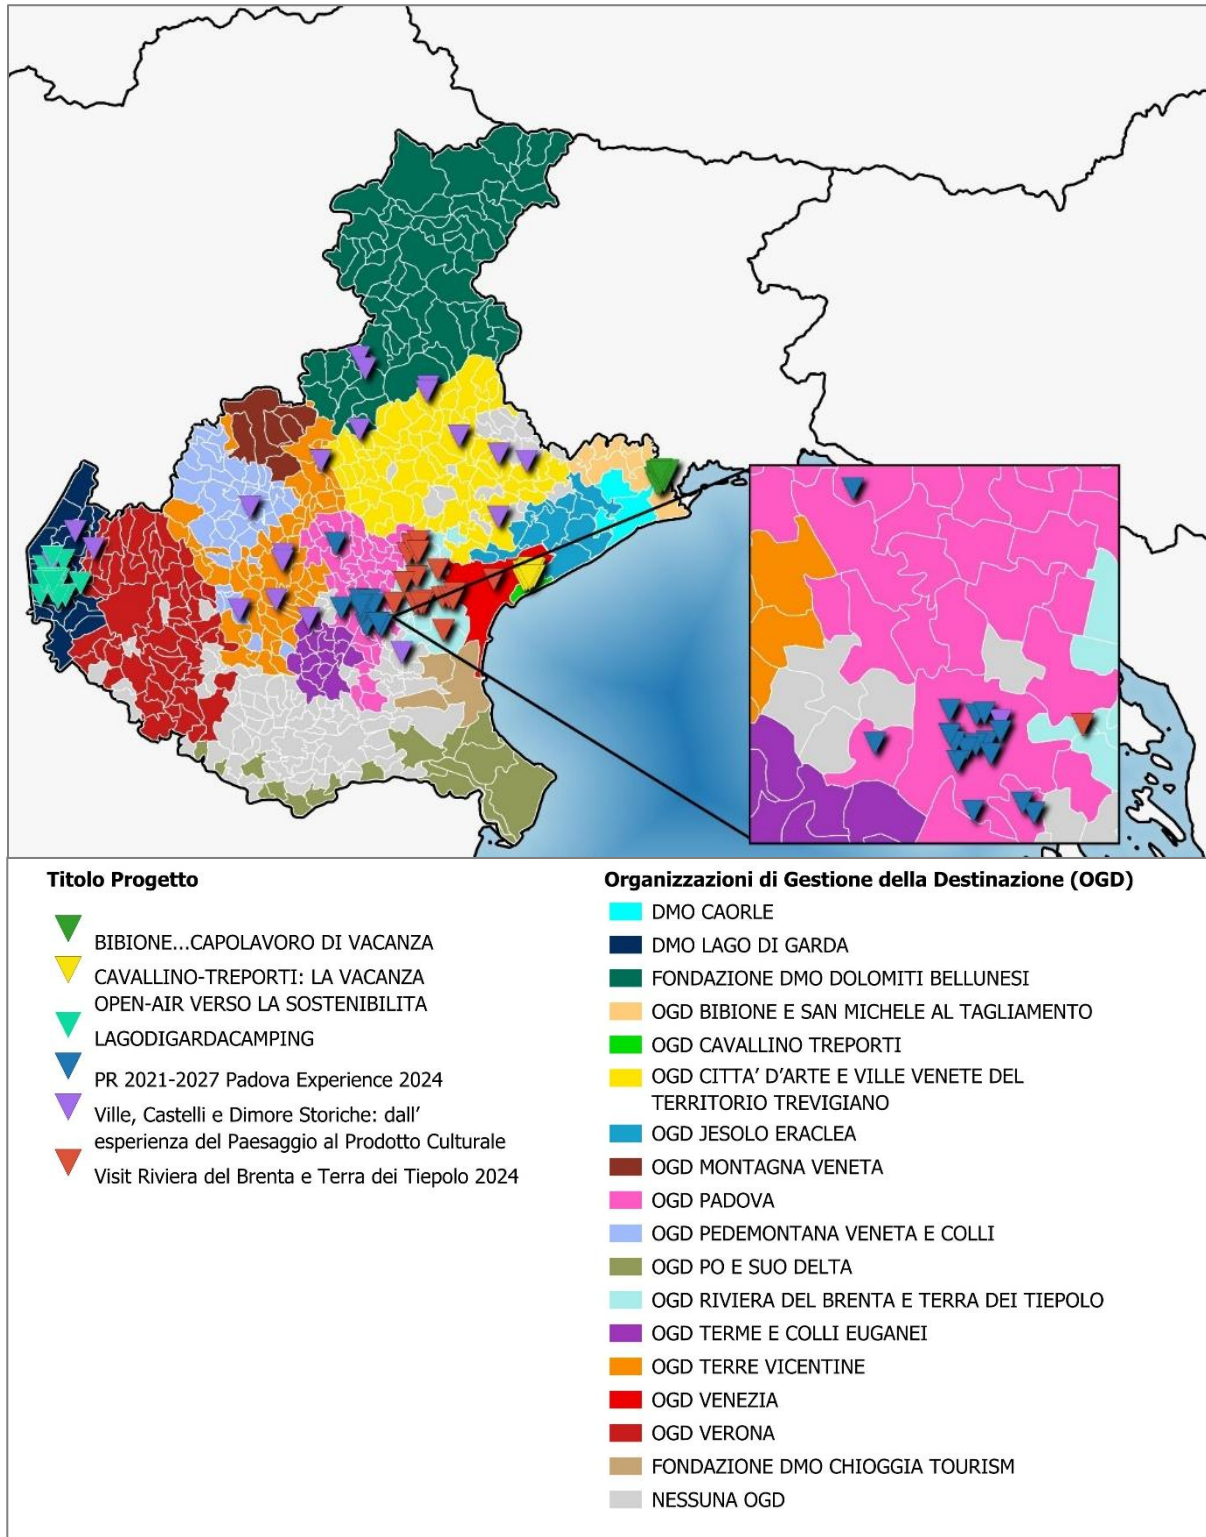 Titolo Progetto
BIBIONE...CAPOLAVORO DI VACANZA
CAVALLINO-TREPORTI: LA VACANZA
OPEN-AIR VERSO LA SOSTENIBILITA
LAGODIGARDACAMPING
PR 2021-2027 Padova Experience 2024
Ville, Castelli e Dimore Storiche: dall'
esperienza del Paesaggio al Prodotto Culturale
Visit Riviera del Brenta e Terra dei Tiepolo 2024
Organizzazioni di Gestione della Destinazione (OGD)
DMO CAORLE
DMO LAGO DI GARDA
FONDAZIONE DMO DOLOMITI BELLUNESI
OGD BIBIONE E SAN MICHELE AL TAGLIAMENTO
OGD CAVALLINO TREPORTI
OGD CITTA' D'ARTE E VILLE VENETE DEL
TERRITORIO TREVIGIANO
OGD JESOLO ERACLEA
OGD MONTAGNA VENETA
OGD PADOVA
OGD PEDEMONTANA VENETA E COLLI
OGD PO E SUO DELTA
OGD RIVIERA DEL BRENTA E TERRA DEI TIEPOLO
OGD TERME E COLLI EUGANEI
OGD TERRE VICENTINE
OGD VENEZIA
OGD VERONA
FONDAZIONE DMO CHIOGGIA TOURISM
NESSUNA OGD